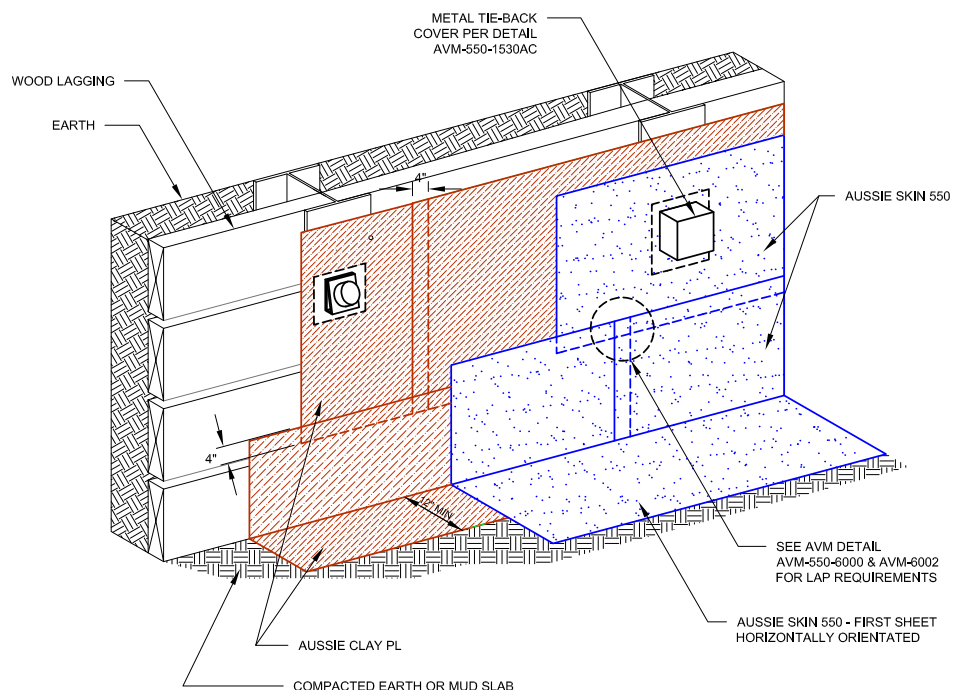 METAL TIE-BACK
COVER PER DETAIL
AVM-550-1530AC
WOOD LAGGING
EARTH
4"
AUSSIE SKIN 550
4"
12" MIN
SEE AVM DETAIL
AVM-550-6000 & AVM-6002
FOR LAP REQUIREMENTS
AUSSIE SKIN 550 - FIRST SHEET
HORIZONTALLY ORIENTATED
AUSSIE CLAY PL
COMPACTED EARTH OR MUD SLAB